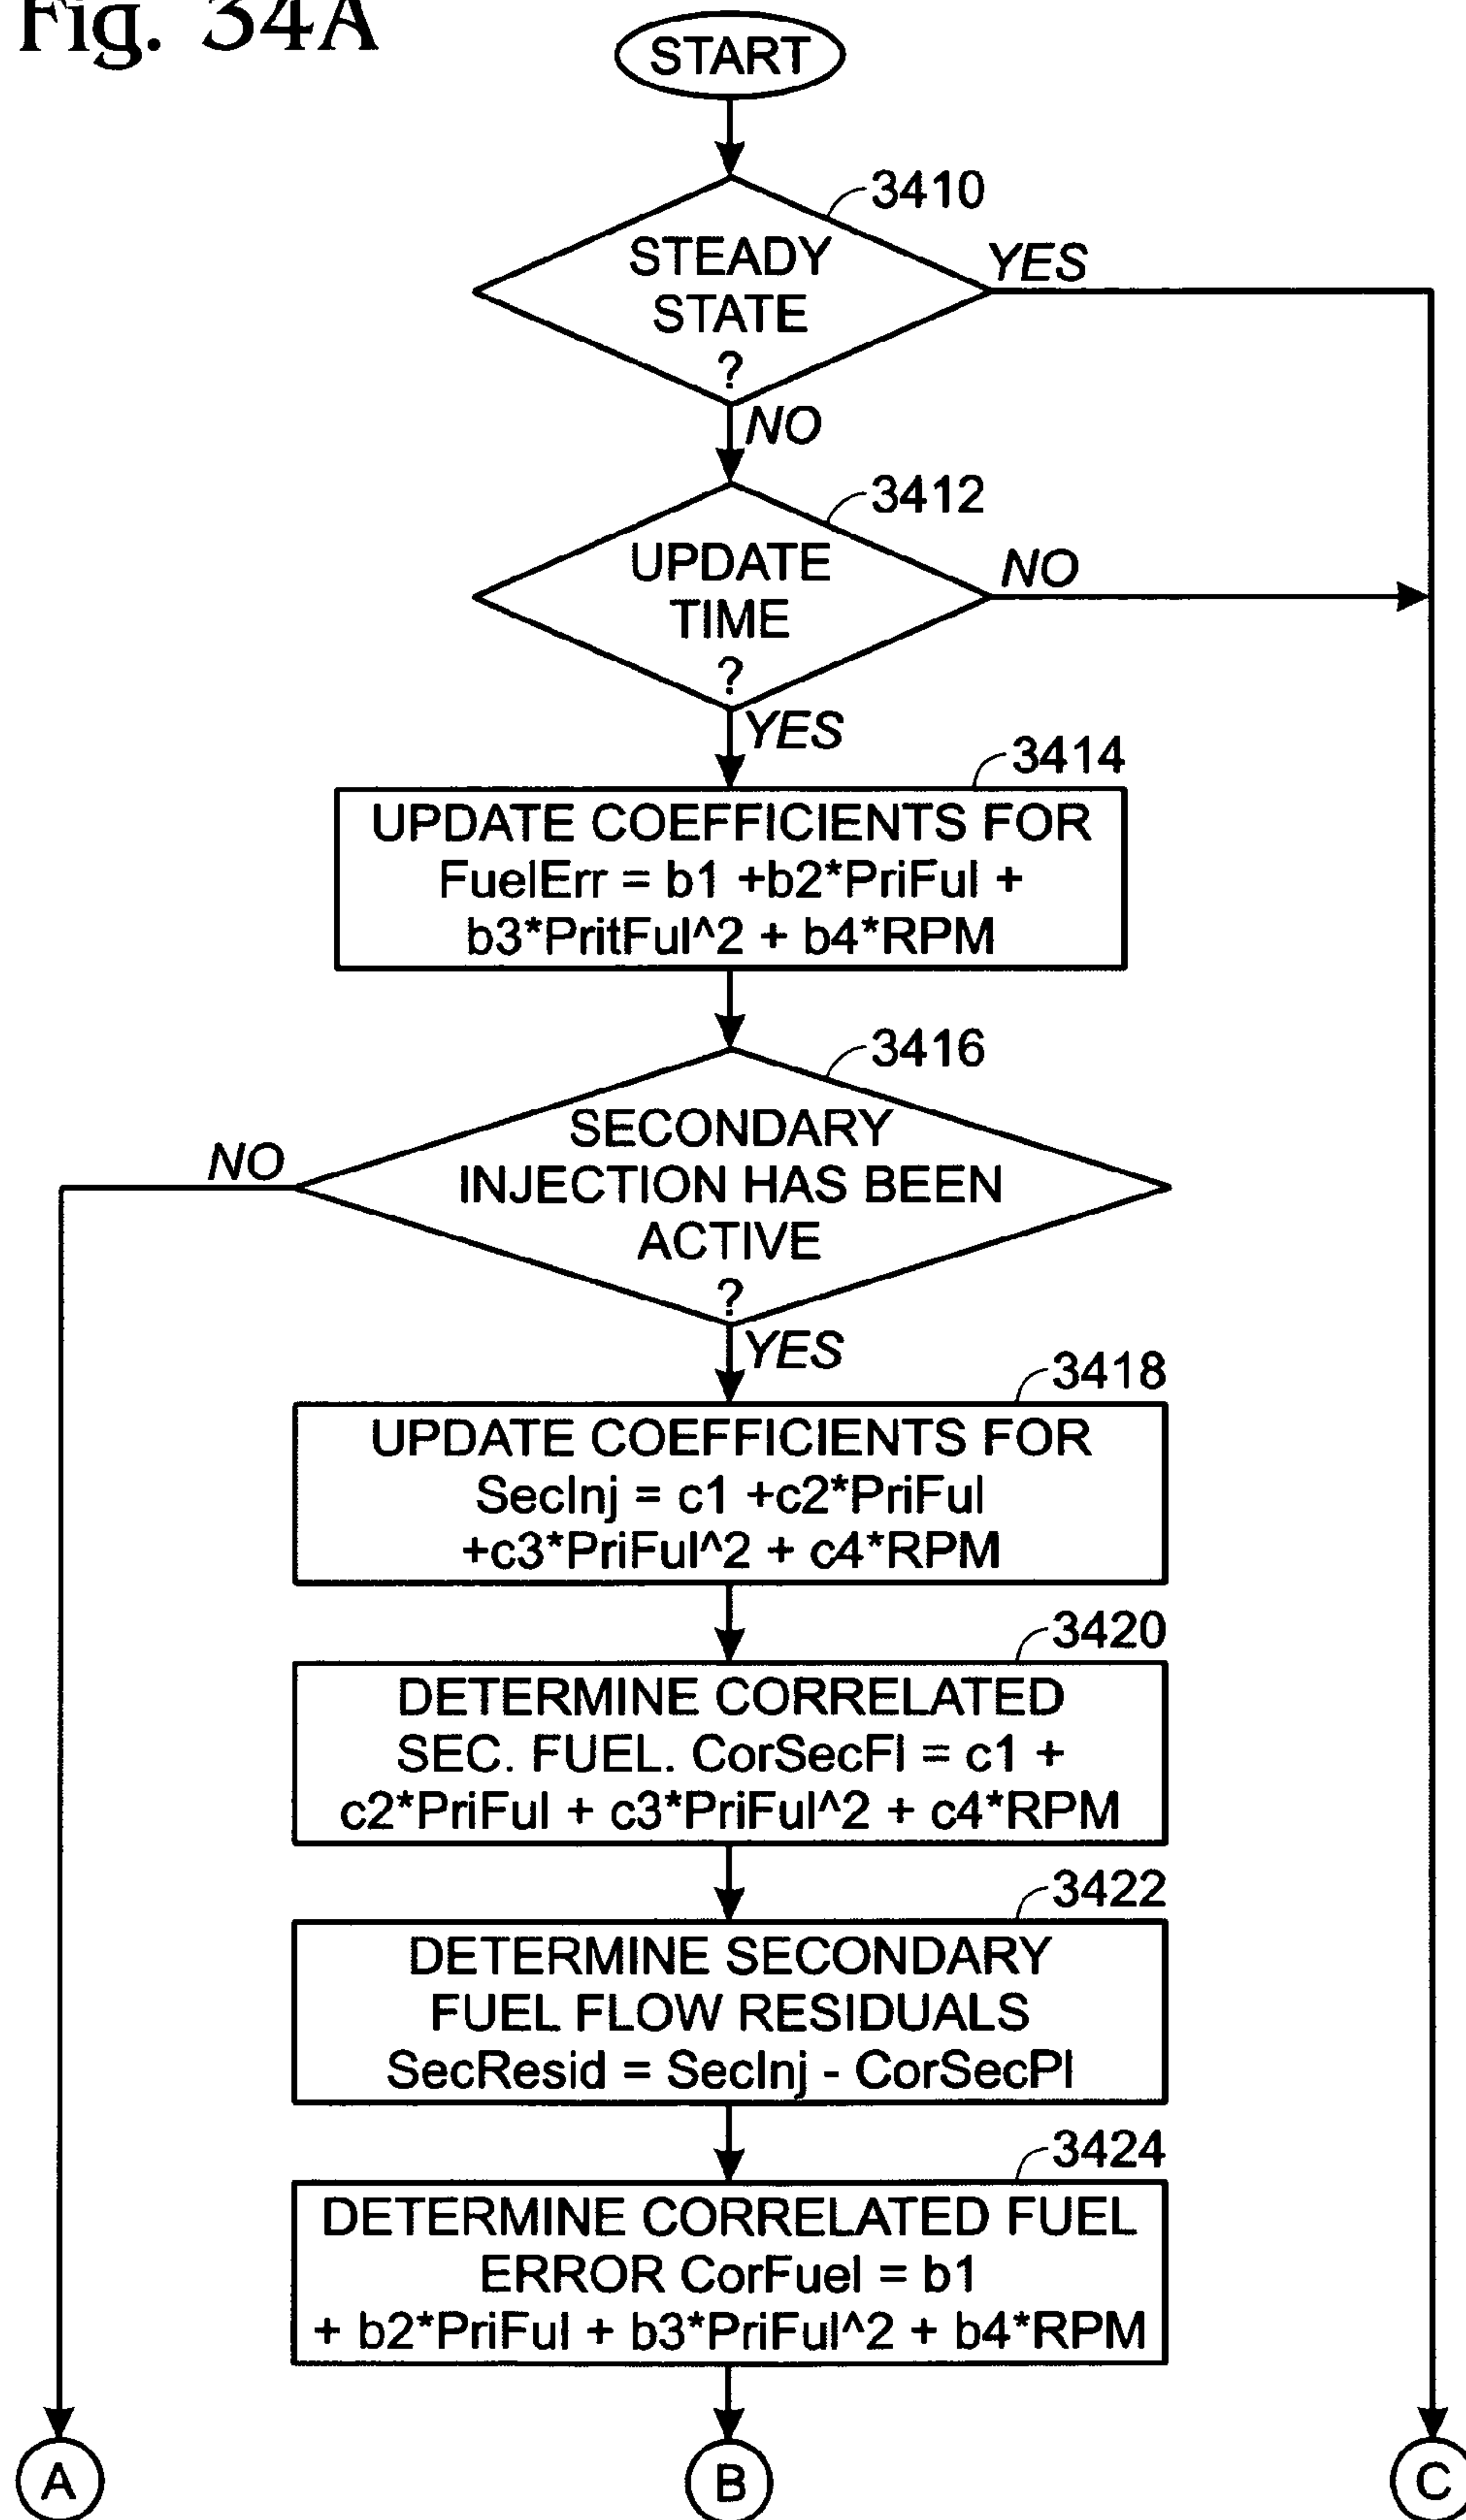 Fig. 34A
START
3410
STEADY
STATE
?
YES
NO
3412
UPDATE
TIME
?
NO
YES
3414
UPDATE COEFFICIENTS FOR
FuelErr = b1 +b2*PriFul +
b3*PritFul^2 + b4*RPM
3416
SECONDARY
INJECTION HAS BEEN
ACTIVE
?
NO
YES
3418
UPDATE COEFFICIENTS FOR
SecInj = c1 +c2*PriFul
+c3*PriFul^2 + c4*RPM
3420
DETERMINE CORRELATED
SEC. FUEL. CorSecFl = c1 +
c2*PriFul + c3*PriFul^2 + c4*RPM
3422
DETERMINE SECONDARY
FUEL FLOW RESIDUALS
SecResid = SecInj - CorSecPl
3424
DETERMINE CORRELATED FUEL
ERROR CorFuel = b1
+ b2*PriFul + b3*PriFul^2 + b4*RPM
A
B
C